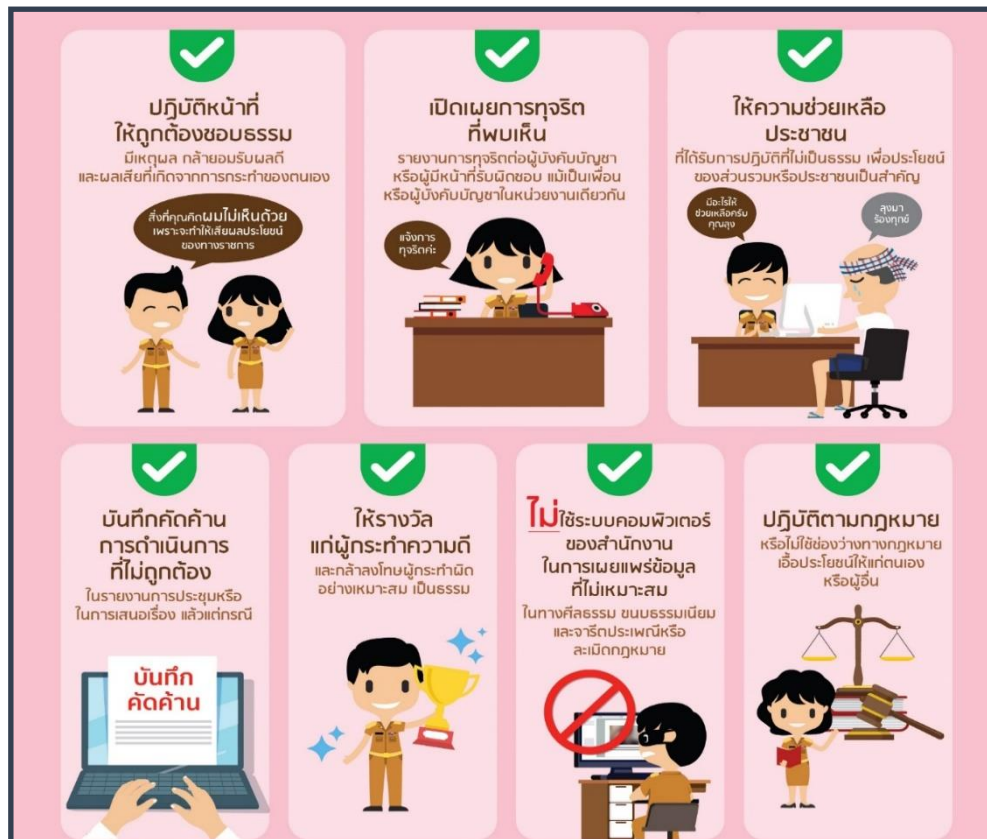 ปฏิบัติหน้าที่
ให้ถูกต้องชอบธรรม
มีเหตุผล กล้ายอมรับผลดี
และผลเสียที่เกิดจากการกระทำของตนเอง
สิ่งที่คุณคิดผมไม่เห็นด้วย
เพราะจะทำให้เสียผลประโยชน์
ของทางราชการ
เปิดเผยการทุจริต
ที่พบเห็น
รายงานการทุจริตต่อผู้บังคับบัญชา
หรือผู้มีหน้าที่รับผิดชอบ แม้เป็นเพื่อน
หรือผู้บังคับบัญชาในหน่วยงานเดียวกัน
แจ้งการ
ทุจริตค่ะ
ให้ความช่วยเหลือ
ประชาชน
ที่ได้รับการปฏิบัติที่ไม่เป็นธรรม เพื่อประโยชน์
ของส่วนรวมหรือประชาชนเป็นสำคัญ
มีอะไรให้
ช่วยเหลือครับ
คุณลุง
ลุงมา
ร้องทุกข์
บันทึกคัดค้าน
การดำเนินการ
ที่ไม่ถูกต้อง
ในรายงานการประชุมหรือ
ในการเสนอเรื่อง แล้วแต่กรณี
บันทึก
คัดค้าน
ให้รางวัล
แก่ผู้กระทำความดี
และกล้าลงโทษผู้กระทำผิด
อย่างเหมาะสม เป็นธรรม
ไม่ใช้ระบบคอมพิวเตอร์
ของสำนักงาน
ในการเผยแพร่ข้อมูล
ที่ไม่เหมาะสม
ในทางศีลธรรม ขนบธรรมเนียม
และจารีตประเพณีหรือ
ละเมิดกฎหมาย
ปฏิบัติตามกฎหมาย
หรือไม่ใช้ช่องว่างทางกฎหมาย
เอื้อประโยชน์ให้แก่ตนเอง
หรือผู้อื่น